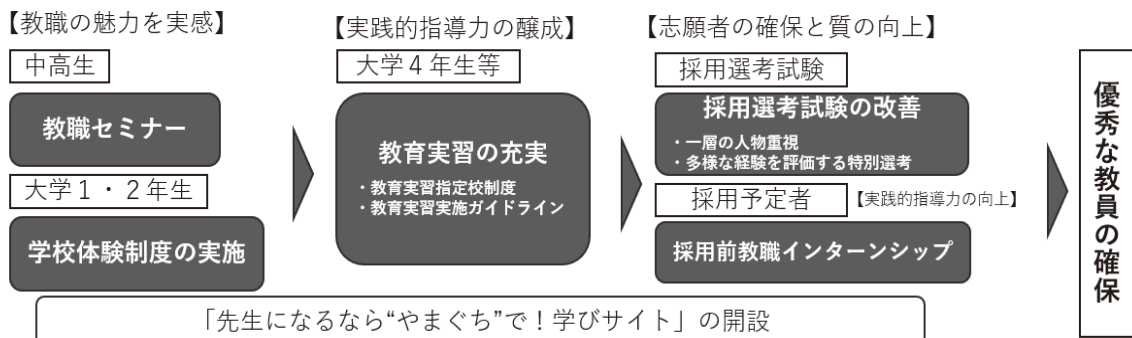 【教職の魅力を実感】
中高生
教職セミナー
大学１・２年生
学校体験制度の実施
【実践的指導力の醸成】
大学４年生等
教育実習の充実
・教育実習指定校制度
・教育実習実施ガイドライン
【志願者の確保と質の向上】
採用選考試験
採用選考試験の改善
・一層の人物重視
・多様な経験を評価する特別選考
採用予定者 【実践的指導力の向上】
採用前教職インターンシップ
優秀な教員の確保
「先生になるなら“やまぐち”で！学びサイト」の開設